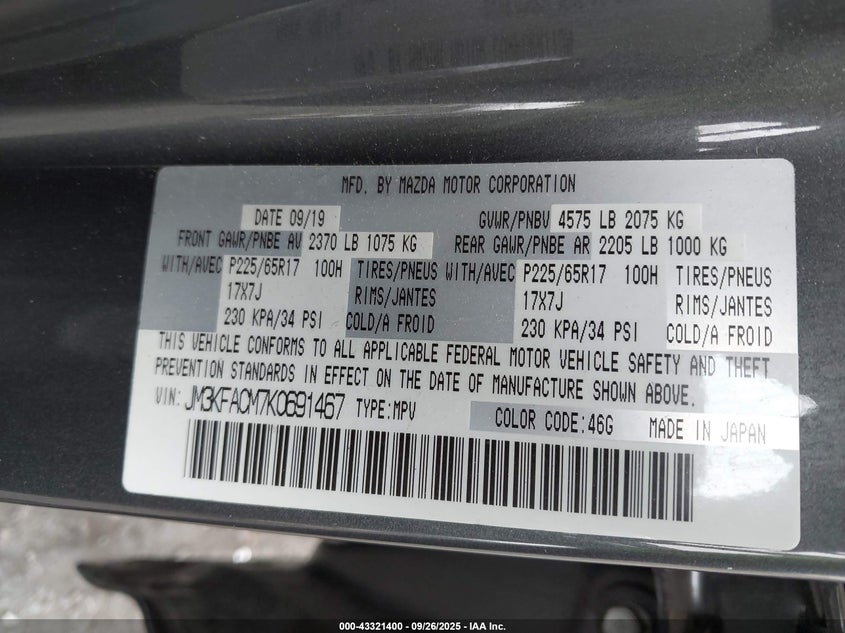 MFD. BY MAZDA MOTOR CORPORATION
DATE 09/19 GVWR/PNBV 4575 LB 2075 KG
FRONT GAWR/PNBE AV 2370 LB 1075 KG REAR GAWR/PNBE AR 2205 LB 1000 KG
WITH/AVEC P225/65R17 100H TIRES/PNEUS WITH/AVEC P225/65R17 100H TIRES/PNEUS
17X7J RIMS/JANTES 17X7J RIMS/JANTES
230 KPA/34 PSI COLD/A FROID 230 KPA/34 PSI COLD/A FROID
THIS VEHICLE CONFORMS TO ALL APPLICABLE FEDERAL MOTOR VEHICLE SAFETY AND THEFT
PREVENTION STANDARDS IN EFFECT ON THE DATE OF MANUFACTURE SHOWN ABOVE.
VIN: JM3KFACM7K0691467 TYPE:MPV COLOR CODE:46G MADE IN JAPAN
000-43321400 - 09/26/2025 - IAA Inc.